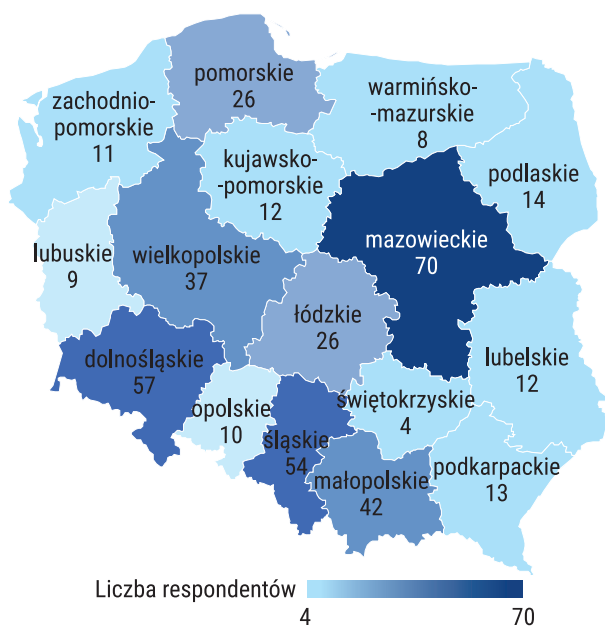 pomorskie
26
zachodnio-
pomorskie
11
warmińsko-
-mazurskie
8
kujawsko-
-pomorskie
12
podlaskie
14
mazowieckie
70
lubuskie
9
wielkopolskie
37
łódzkie
26
dolnośląskie
57
lubelskie
12
opolskie
10
świętokrzyskie
4
śląskie
54
małopolskie
42
podkarpackie
13
Liczba respondentów
4 70